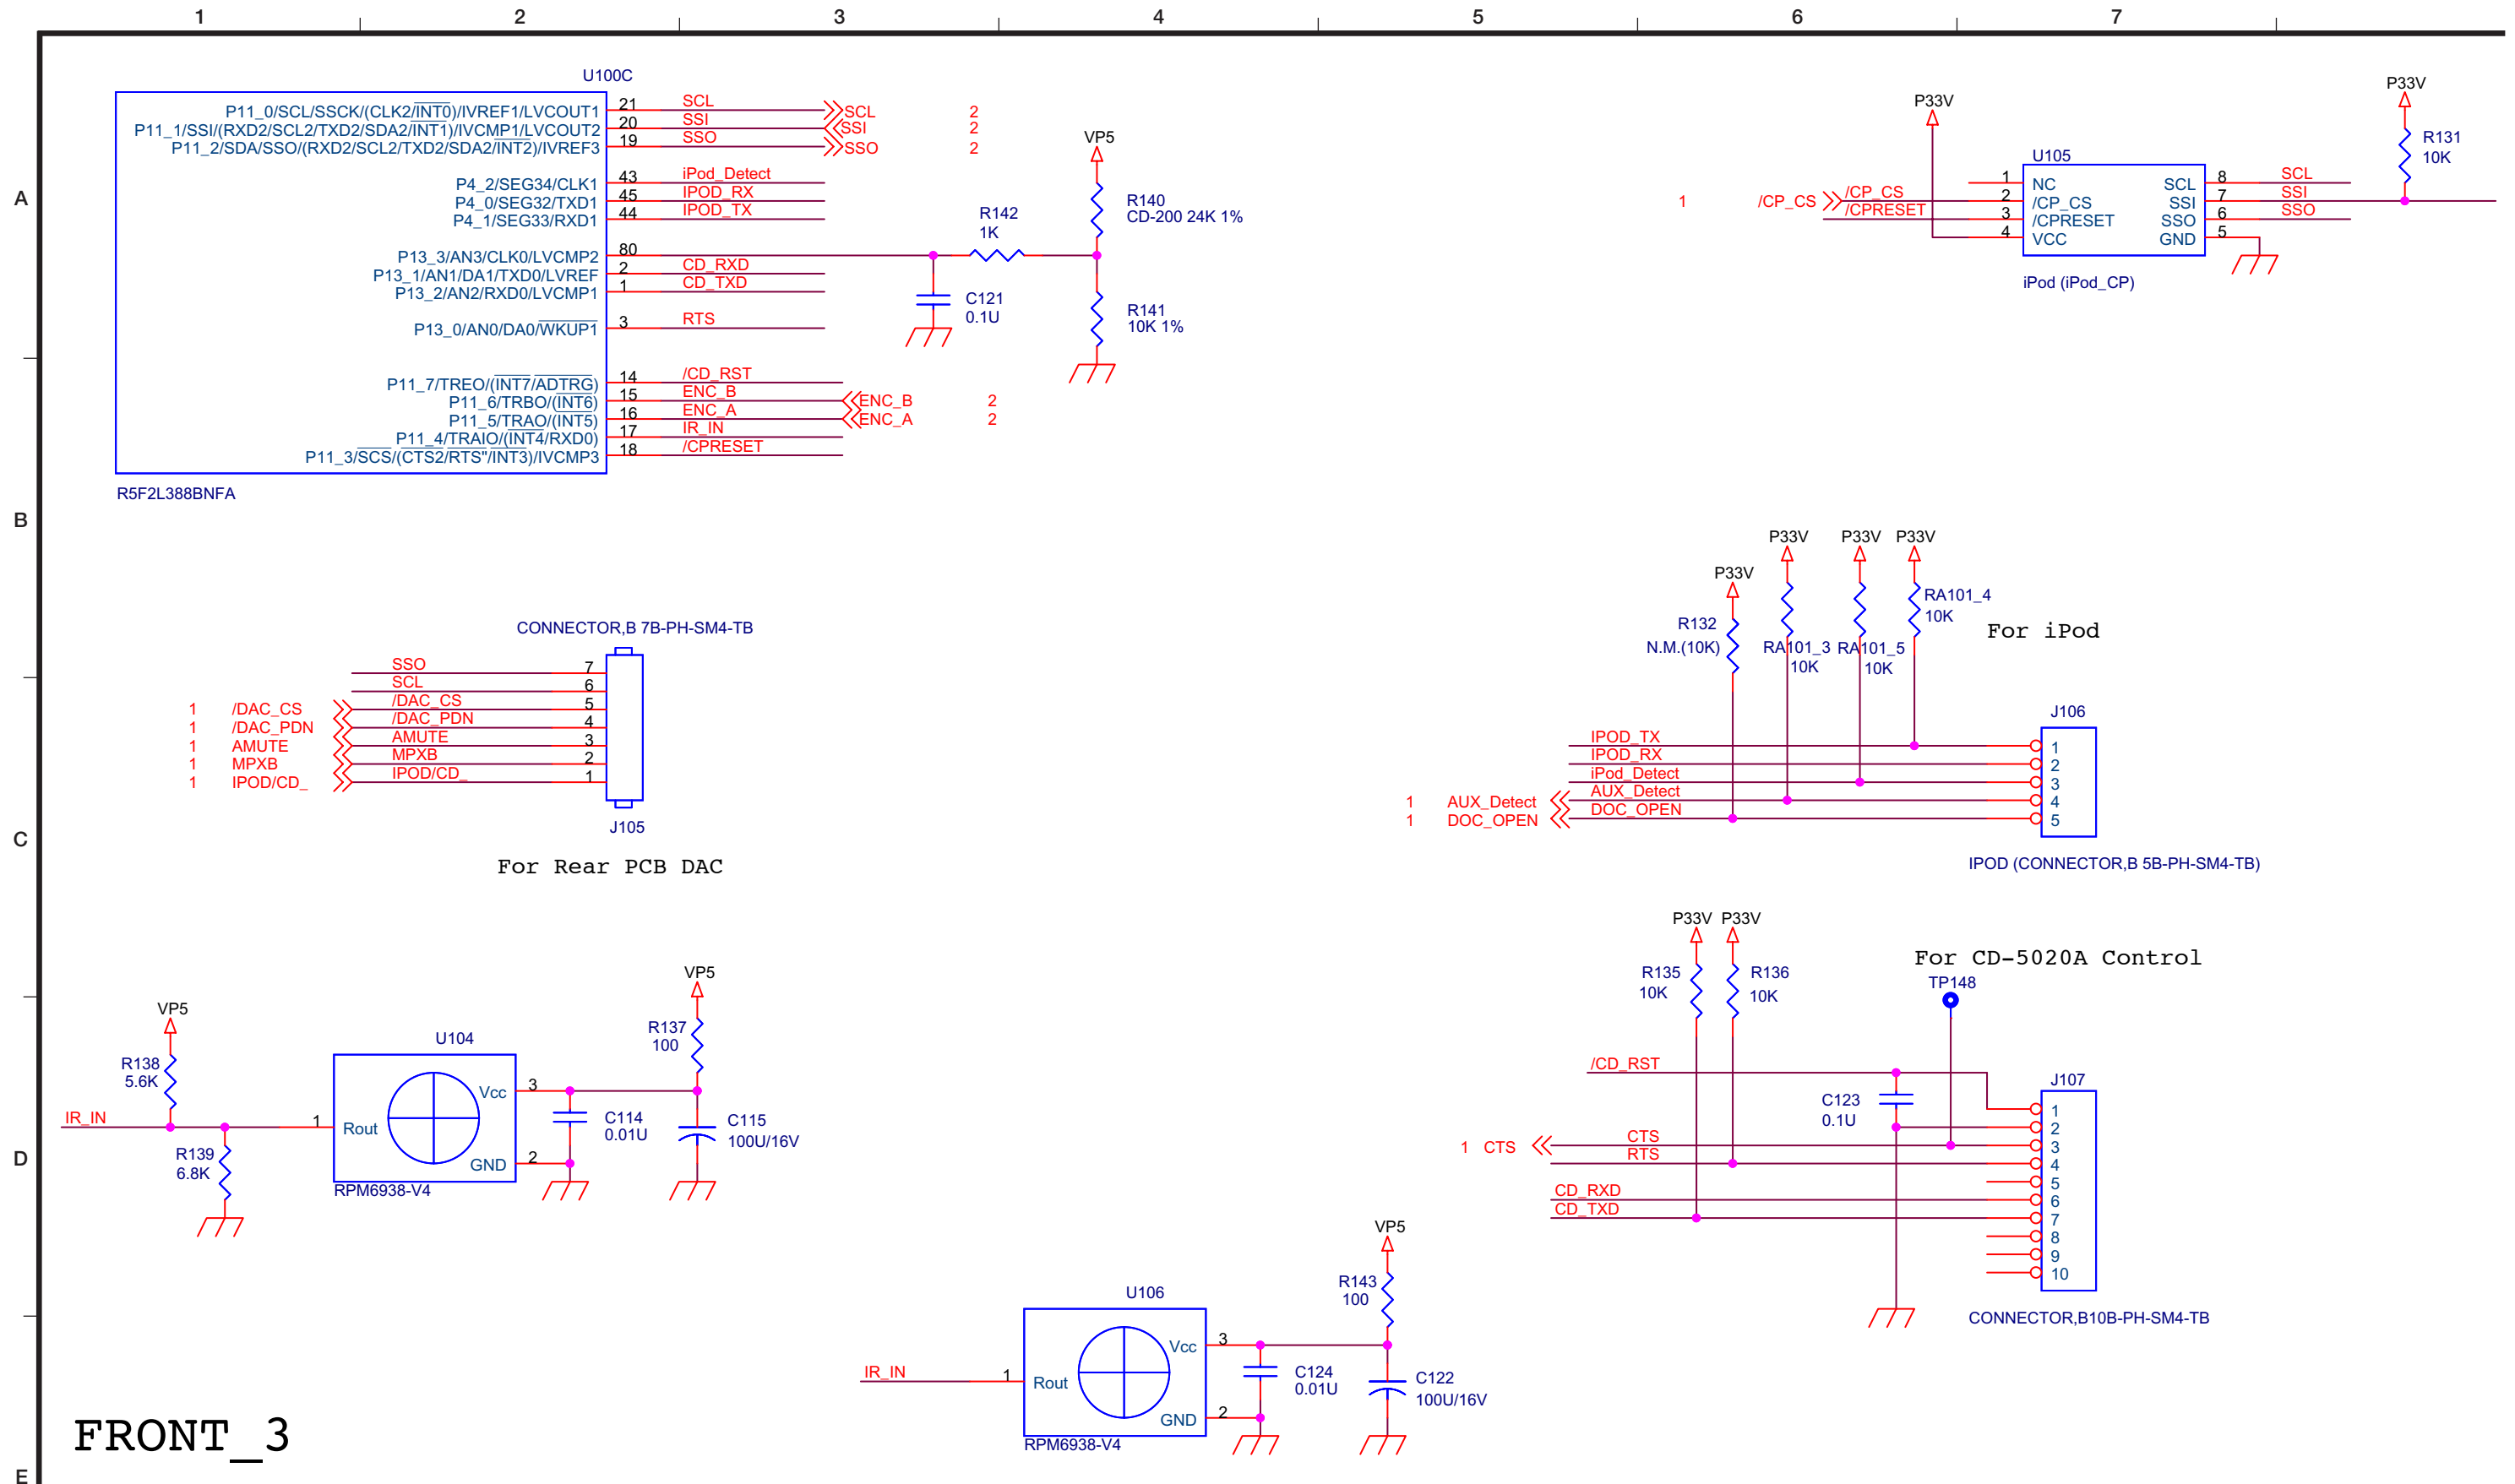 1 2 3 4 5 6 7
A
B
C
D
E
U100C
P11_0/SCL/SSCK/(CLK2/INT0)/IVREF1/LVCOUT1 21 SCL SCL 2
P11_1/SSI/(RXD2/SCL2/TXD2/SDA2/INT1)/IVCMP1/LVCOUT2 20 SSI SSI 2
P11_2/SDA/SSO/(RXD2/SCL2/TXD2/SDA2/INT2)/IVREF3 19 SSO SSO 2
P4_2/SEG34/CLK1 43 iPod_Detect
P4_0/SEG32/TXD1 45 IPOD_RX
P4_1/SEG33/RXD1 44 IPOD_TX
P13_3/AN3/CLK0/LVCMP2 80
P13_1/AN1/DA1/TXD0/LVREF 2 CD_RXD
P13_2/AN2/RXD0/LVCMP1 1 CD_TXD
P13_0/AN0/DA0/WKUP1 3 RTS
P11_7/TREO/(INT7/ADTRG) 14 /CD_RST
P11_6/TRBO/(INT6) 15 ENC_B ENC_B 2
P11_5/TRAO/(INT5) 16 ENC_A ENC_A 2
P11_4/TRAIO/(INT4/RXD0) 17 IR_IN
P11_3/SCS/(CTS2/RTS"/INT3)/IVCMP3 18 /CPRESET
R5F2L388BNFA
VP5
R140
CD-200 24K 1%
R142
1K
C121
0.1U
R141
10K 1%
P33V
P33V
R131
10K
U105
1 NC SCL 8 SCL
1 /CP_CS /CP_CS 2 /CP_CS SSI 7 SSI
/CPRESET 3 /CPRESET SSO 6 SSO
4 VCC GND 5
iPod (iPod_CP)
CONNECTOR,B 7B-PH-SM4-TB
SSO 7
SCL 6
1 /DAC_CS /DAC_CS 5
1 /DAC_PDN /DAC_PDN 4
1 AMUTE AMUTE 3
1 MPXB MPXB 2
1 IPOD/CD_ IPOD/CD_ 1
J105
For Rear PCB DAC
P33V P33V P33V
P33V
RA101_4
10K
R132
N.M.(10K)
RA101_3
10K
RA101_5
10K
For iPod
J106
IPOD_TX 1
IPOD_RX 2
iPod_Detect 3
1 AUX_Detect AUX_Detect 4
1 DOC_OPEN DOC_OPEN 5
IPOD (CONNECTOR,B 5B-PH-SM4-TB)
P33V P33V
R135
10K
R136
10K
For CD-5020A Control
TP148
/CD_RST
C123
0.1U
J107
1
2
1 CTS CTS 3
RTS 4
5
CD_RXD 6
CD_TXD 7
8
9
10
CONNECTOR,B10B-PH-SM4-TB
VP5
R138
5.6K
IR_IN
R139
6.8K
U104
1 Rout
Vcc 3
GND 2
RPM6938-V4
VP5
R137
100
C114
0.01U
C115
100U/16V
VP5
R143
100
U106
IR_IN 1 Rout
Vcc 3
GND 2
RPM6938-V4
C124
0.01U
C122
100U/16V
FRONT_3